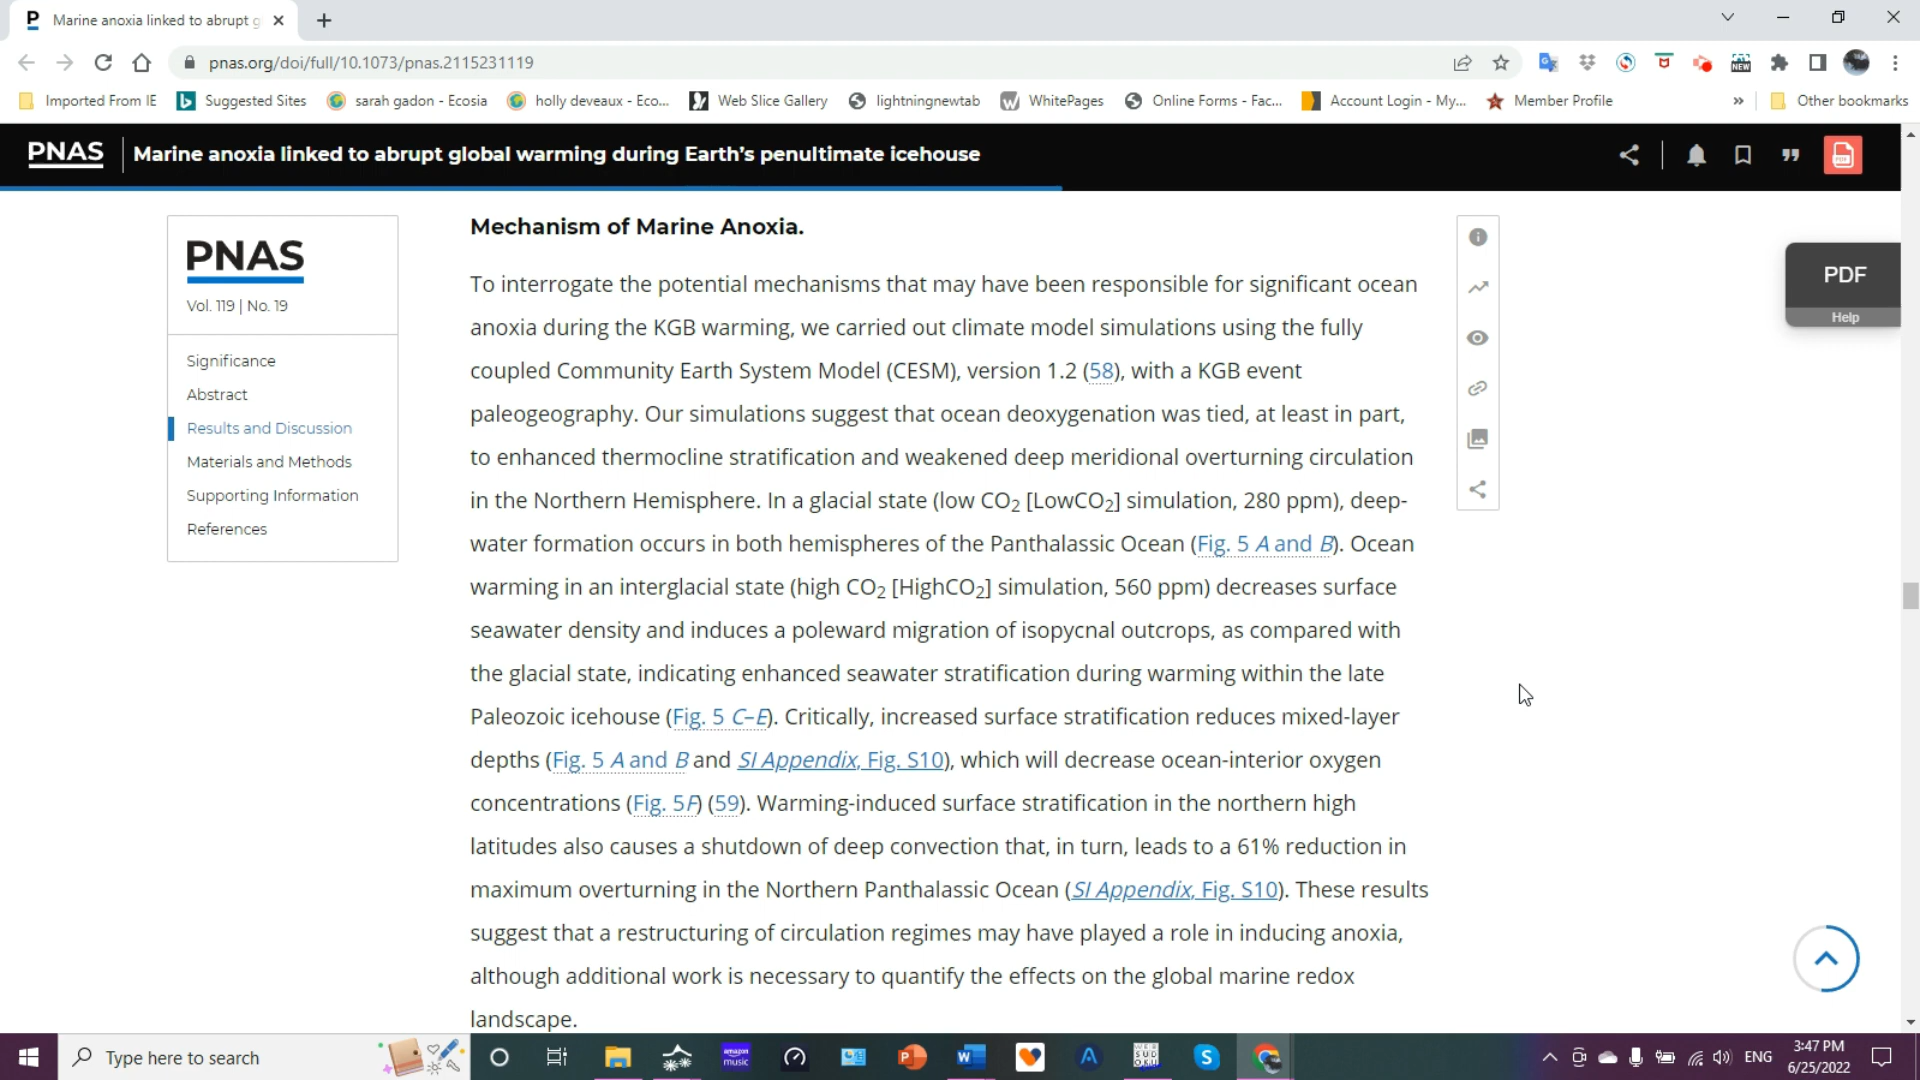 Marine anoxia linked to abrupt g
pnas.org/doi/full/10.1073/pnas.2115231119
NEW
Imported From IE
Suggested Sites
sarah gadon - Ecosia
holly deveaux - Eco...
Web Slice Gallery
lightningnewtab
WhitePages
Online Forms - Fac...
Account Login - My...
Member Profile
»
Other bookmarks
PNAS
Marine anoxia linked to abrupt global warming during Earth's penultimate icehouse
PDF
Help
PNAS
Vol. 119 | No. 19
Significance
Abstract
Results and Discussion
Materials and Methods
Supporting Information
References
Mechanism of Marine Anoxia.
To interrogate the potential mechanisms that may have been responsible for significant ocean
anoxia during the KGB warming, we carried out climate model simulations using the fully
coupled Community Earth System Model (CESM), version 1.2 (58), with a KGB event
paleogeography. Our simulations suggest that ocean deoxygenation was tied, at least in part,
to enhanced thermocline stratification and weakened deep meridional overturning circulation
in the Northern Hemisphere. In a glacial state (low CO₂ [LowCO₂] simulation, 280 ppm), deep-
water formation occurs in both hemispheres of the Panthalassic Ocean (Fig. 5 A and B). Ocean
warming in an interglacial state (high CO₂ [HighCO₂] simulation, 560 ppm) decreases surface
seawater density and induces a poleward migration of isopycnal outcrops, as compared with
the glacial state, indicating enhanced seawater stratification during warming within the late
Paleozoic icehouse (Fig. 5 C–E). Critically, increased surface stratification reduces mixed-layer
depths (Fig. 5 A and B and SI Appendix, Fig. S10), which will decrease ocean-interior oxygen
concentrations (Fig. 5F) (59). Warming-induced surface stratification in the northern high
latitudes also causes a shutdown of deep convection that, in turn, leads to a 61% reduction in
maximum overturning in the Northern Panthalassic Ocean (SI Appendix, Fig. S10). These results
suggest that a restructuring of circulation regimes may have played a role in inducing anoxia,
although additional work is necessary to quantify the effects on the global marine redox
landscape.
Type here to search
amazon music
WEB SUD OKU
ENG
3:47 PM
6/25/2022